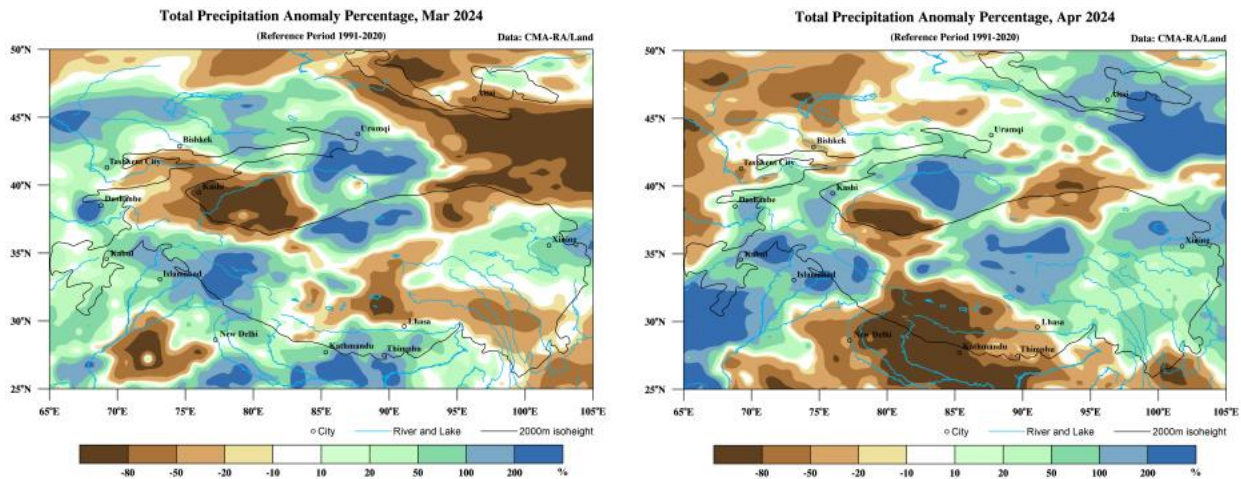 Total Precipitation Anomaly Percentage, Mar 2024
(Reference Period 1991-2020)
Data: CMA-RA/Land
50°N
45°N
40°N
35°N
30°N
25°N
Altai
Urumqi
Bishkek
Tashkent City
Kashi
Dushanbe
Xining
Kabul
Islamabad
Lhasa
New Delhi
Kathmandu
Thimphu
65°E 70°E 75°E 80°E 85°E 90°E 95°E 100°E 105°E
City River and Lake 2000m isoheight
-80 -50 -20 -10 10 20 50 100 200 %
Total Precipitation Anomaly Percentage, Apr 2024
(Reference Period 1991-2020)
Data: CMA-RA/Land
50°N
45°N
40°N
35°N
30°N
25°N
Altai
Urumqi
Bishkek
Tashkent City
Kashi
Dushanbe
Xining
Kabul
Islamabad
Lhasa
New Delhi
Kathmandu
Thimphu
65°E 70°E 75°E 80°E 85°E 90°E 95°E 100°E 105°E
City River and Lake 2000m isoheight
-80 -50 -20 -10 10 20 50 100 200 %